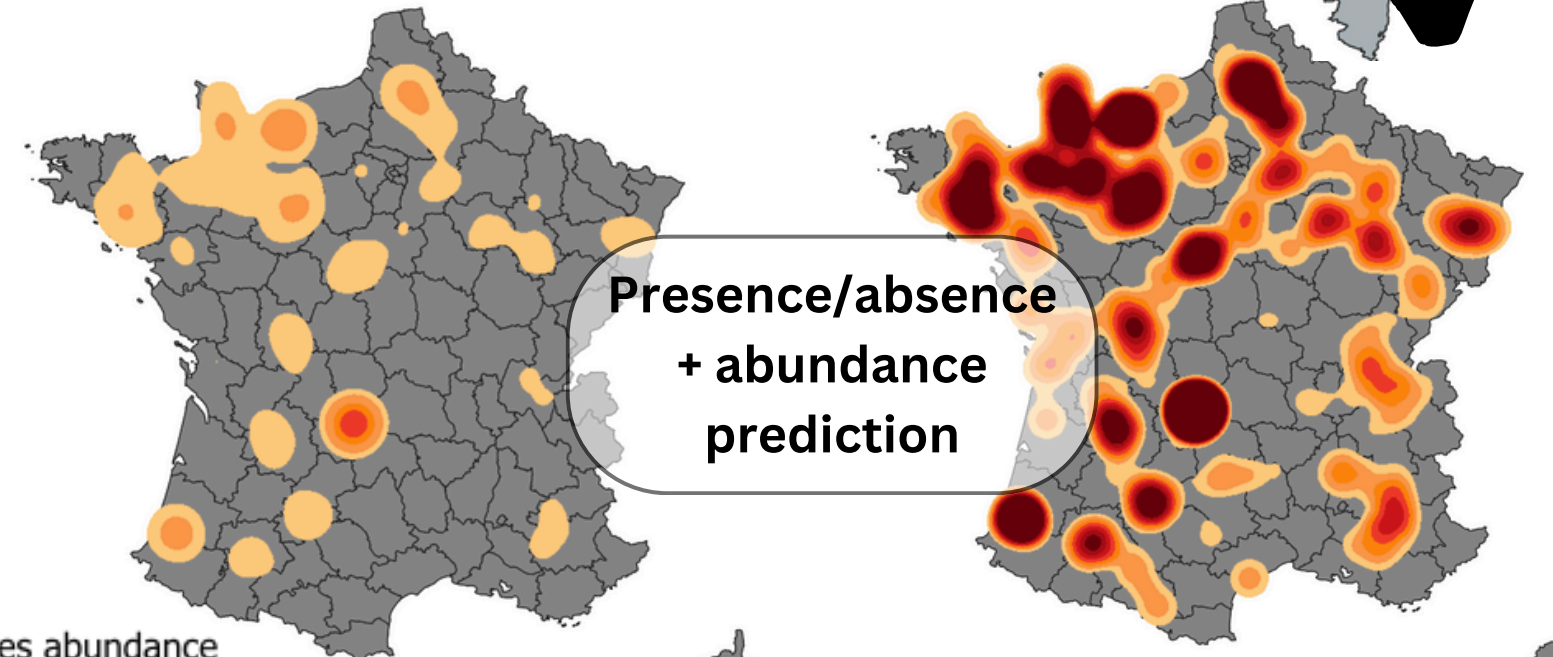 Presence/absence
+ abundance
prediction
es abundance